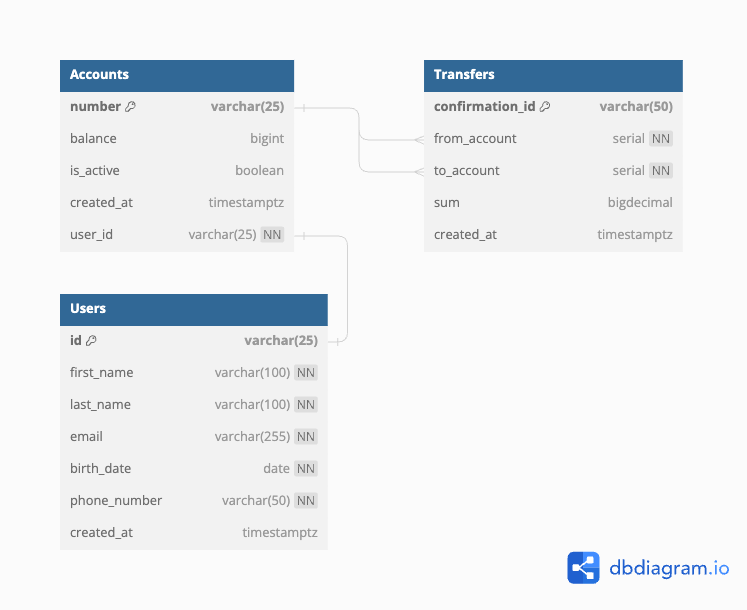 Accounts
number varchar(25)
balance bigint
is_active boolean
created_at timestamptz
user_id varchar(25) NN
Transfers
confirmation_id varchar(50)
from_account serial NN
to_account serial NN
sum bigdecimal
created_at timestamptz
Users
id varchar(25)
first_name varchar(100) NN
last_name varchar(100) NN
email varchar(255) NN
birth_date date NN
phone_number varchar(50) NN
created_at timestamptz
dbdiagram.io